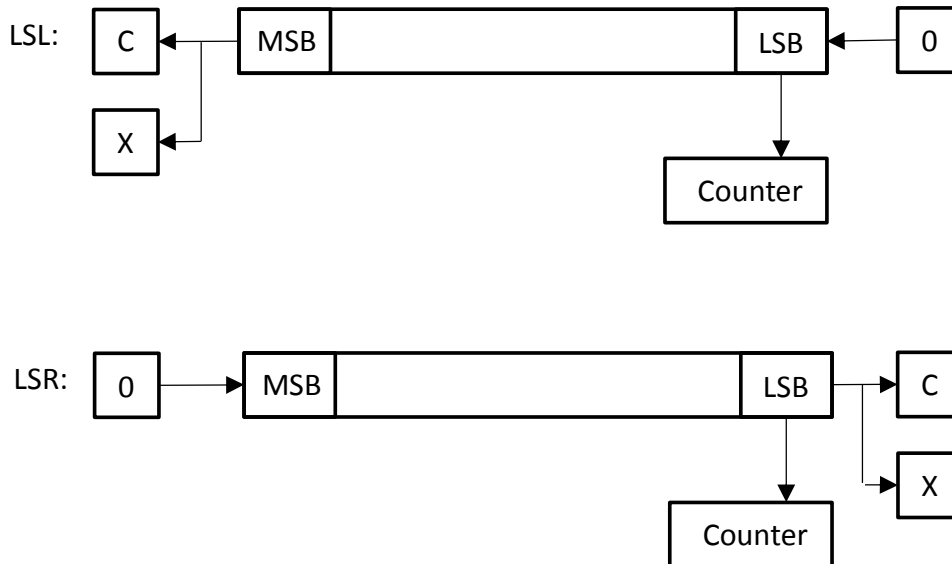 LSL: C MSB LSB 0
X
Counter
LSR: 0 MSB LSB C
X
Counter